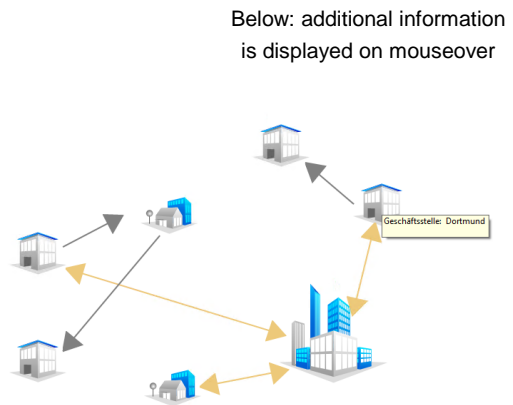 Below: additional information
is displayed on mouseover
Geschäftsstelle: Dortmund